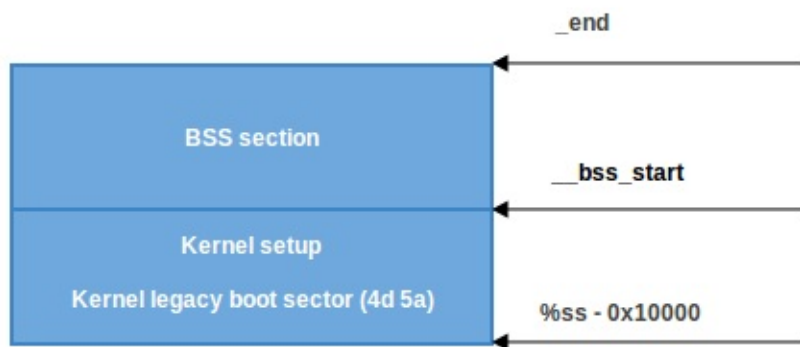 _end
BSS section
__bss_start
Kernel setup
Kernel legacy boot sector (4d 5a)
%ss - 0x10000